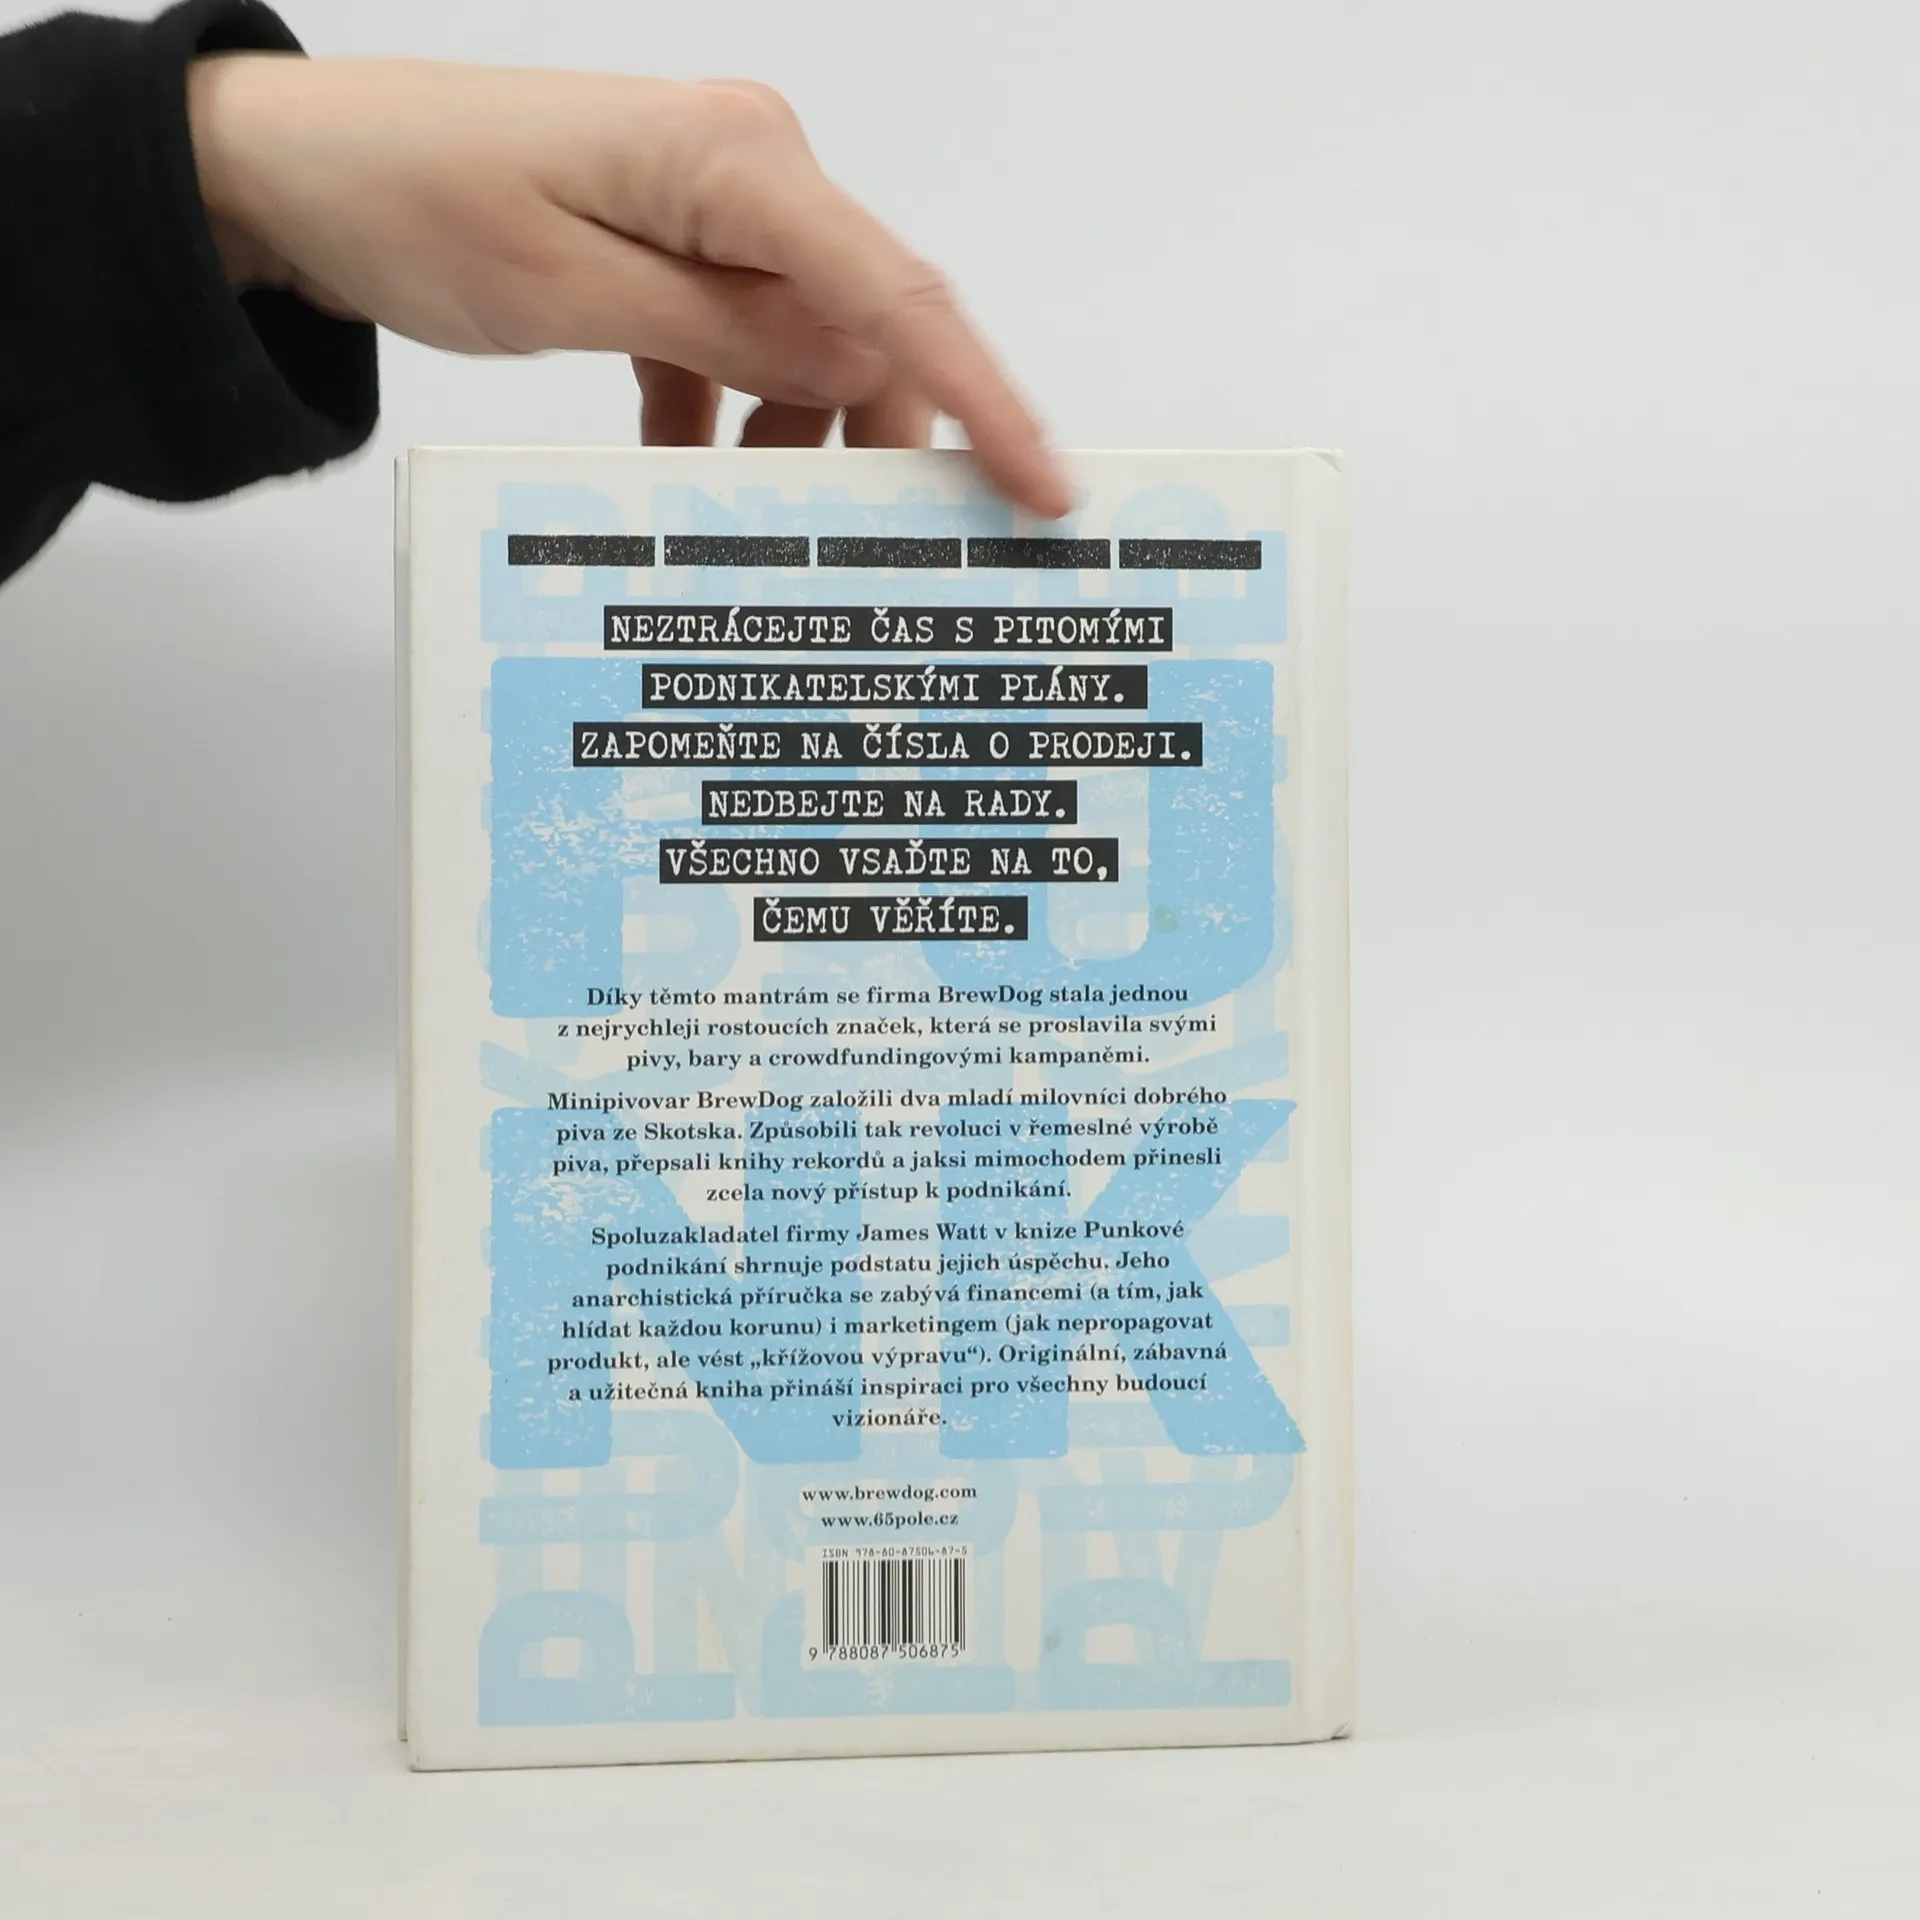 NEZTRÁCEJTE ČAS S PITOMÝMI
PODNIKATELSKÝMI PLÁNY.
ZAPOMEŇTE NA ČÍSLA O PRODEJI.
NEDBEJTE NA RADY.
VŠECHNO VSAĎTE NA TO,
ČEMU VĚŘÍTE.
Díky těmto mantrám se firma BrewDog stala jednou
z nejrychleji rostoucích značek, která se proslavila svými
pivy, bary a crowdfundingovými kampaněmi.
Minipivovar BrewDog založili dva mladí milovníci dobrého
piva ze Skotska. Způsobili tak revoluci v řemeslné výrobě
piva, přepsali knihy rekordů a jaksi mimochodem přinesli
zcela nový přístup k podnikání.
Spoluzakladatel firmy James Watt v knize Punkové
podnikání shrnuje podstatu jejich úspěchu. Jeho
anarchistická příručka se zabývá financemi (a tím, jak
hlídat každou korunu) i marketingem (jak nepropagovat
produkt, ale vést „křížovou výpravu“). Originální, zábavná
a užitečná kniha přináší inspiraci pro všechny budoucí
vizionáře.
www.brewdog.com
www.65pole.cz
ISBN 978-80-87506-87-5
9 788087 506875
PU
NK